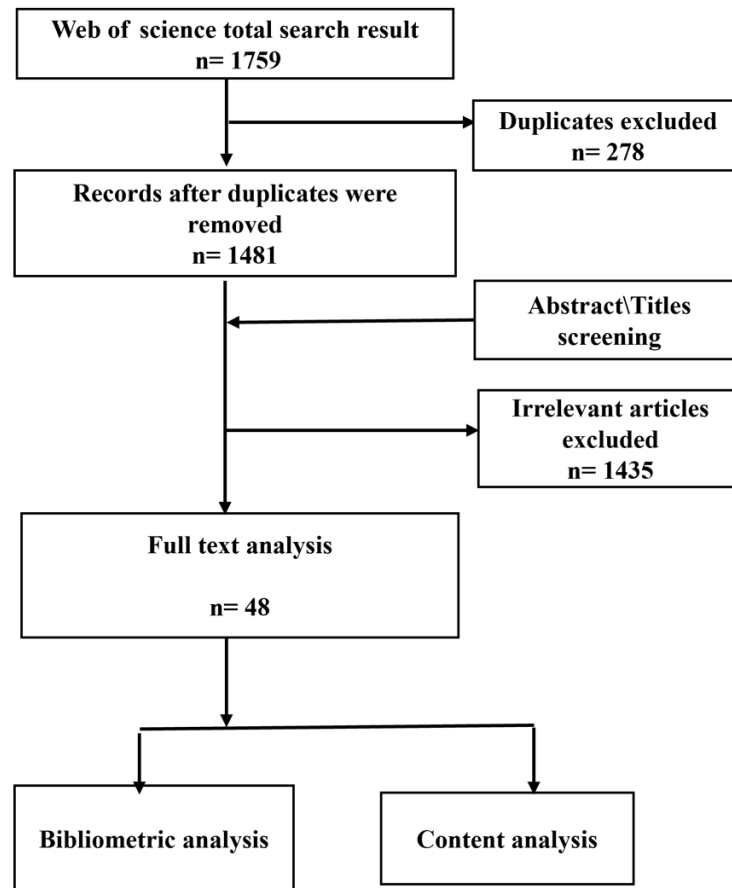 Web of science total search result
n= 1759
Duplicates excluded
n= 278
Records after duplicates were
removed
n= 1481
Abstract\Titles
screening
Irrelevant articles
excluded
n= 1435
Full text analysis
n= 48
Bibliometric analysis
Content analysis